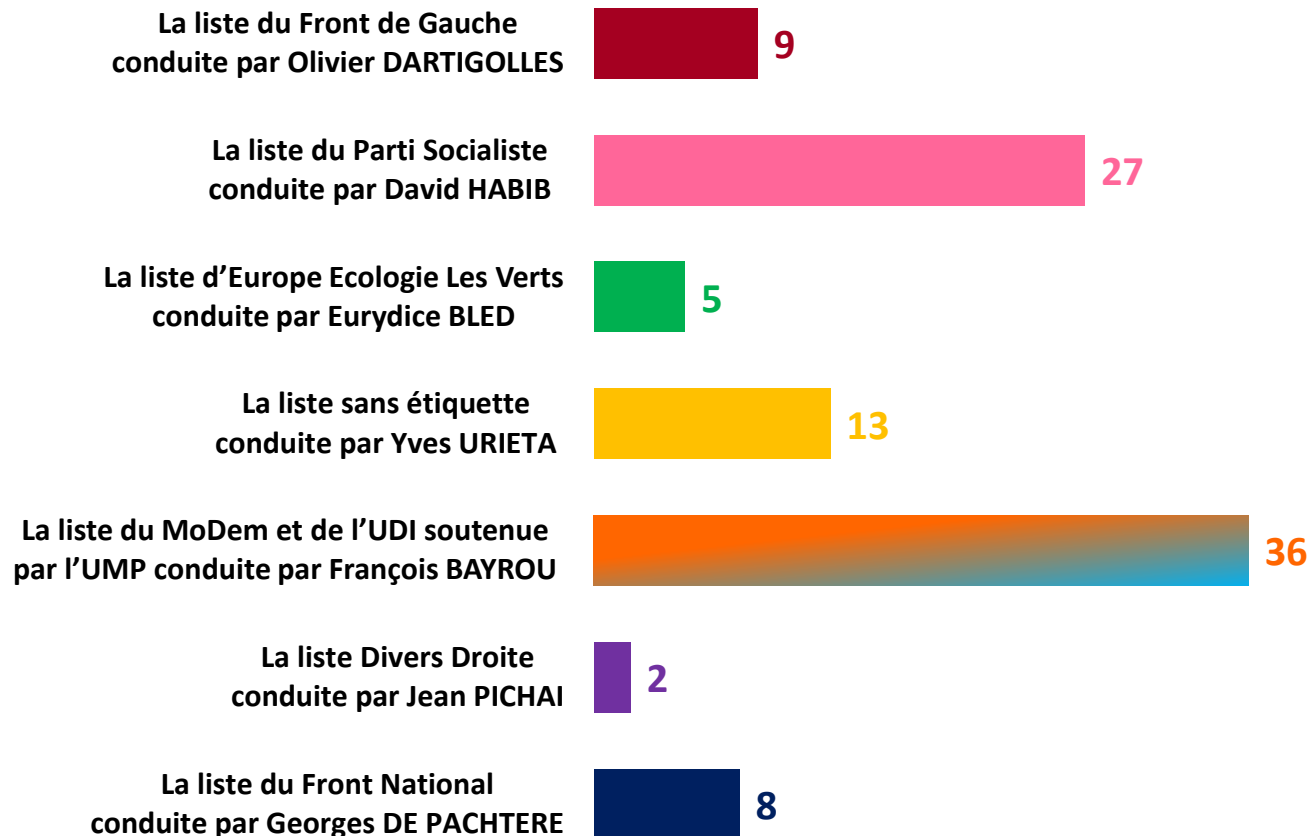 La liste du Front de Gauche
conduite par Olivier DARTIGOLLES
9
La liste du Parti Socialiste
conduite par David HABIB
27
La liste d’Europe Ecologie Les Verts
conduite par Eurydice BLED
5
La liste sans étiquette
conduite par Yves URIETA
13
La liste du MoDem et de l’UDI soutenue
par l’UMP conduite par François BAYROU
36
La liste Divers Droite
conduite par Jean PICHAI
2
La liste du Front National
conduite par Georges DE PACHTERE
8